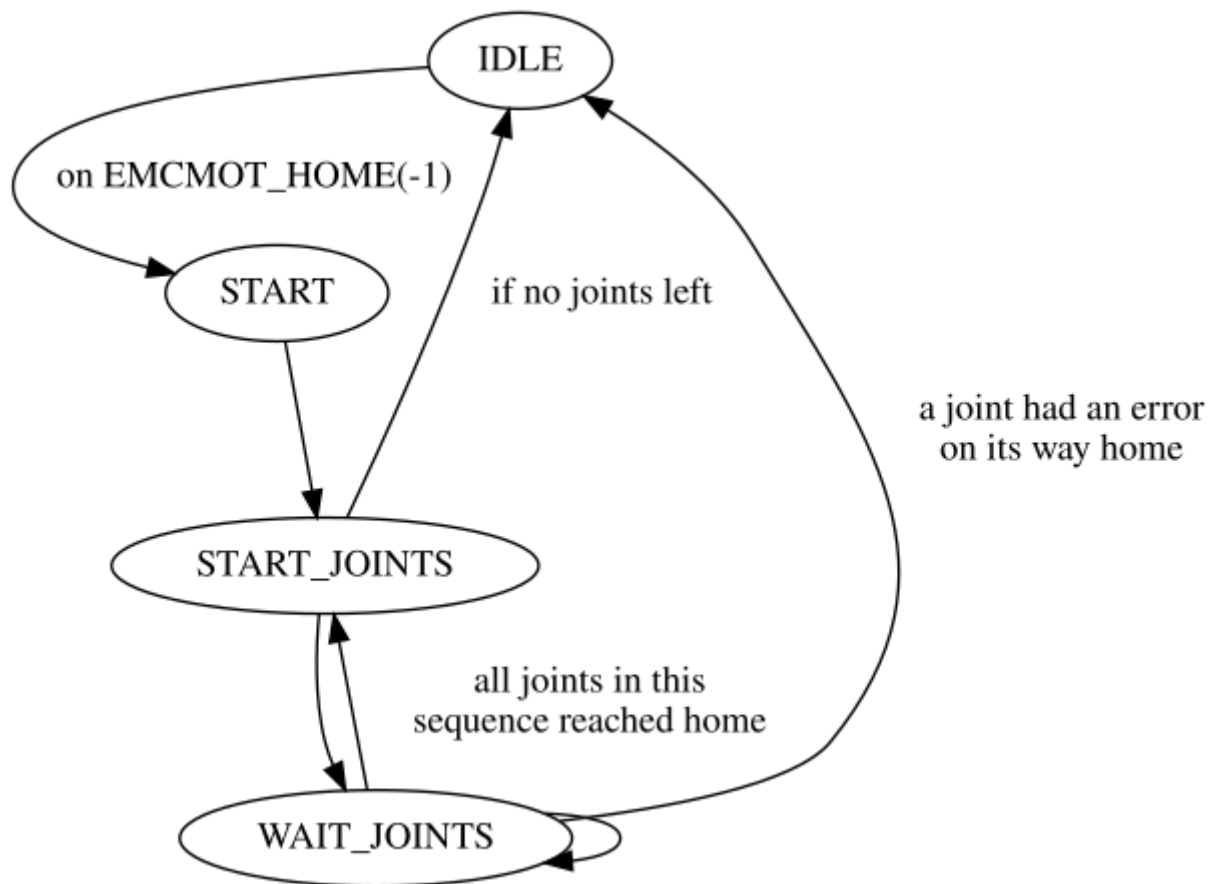 IDLE
on EMCMOT_HOME(-1)
START
if no joints left
a joint had an error
on its way home
START_JOINTS
all joints in this
sequence reached home
WAIT_JOINTS